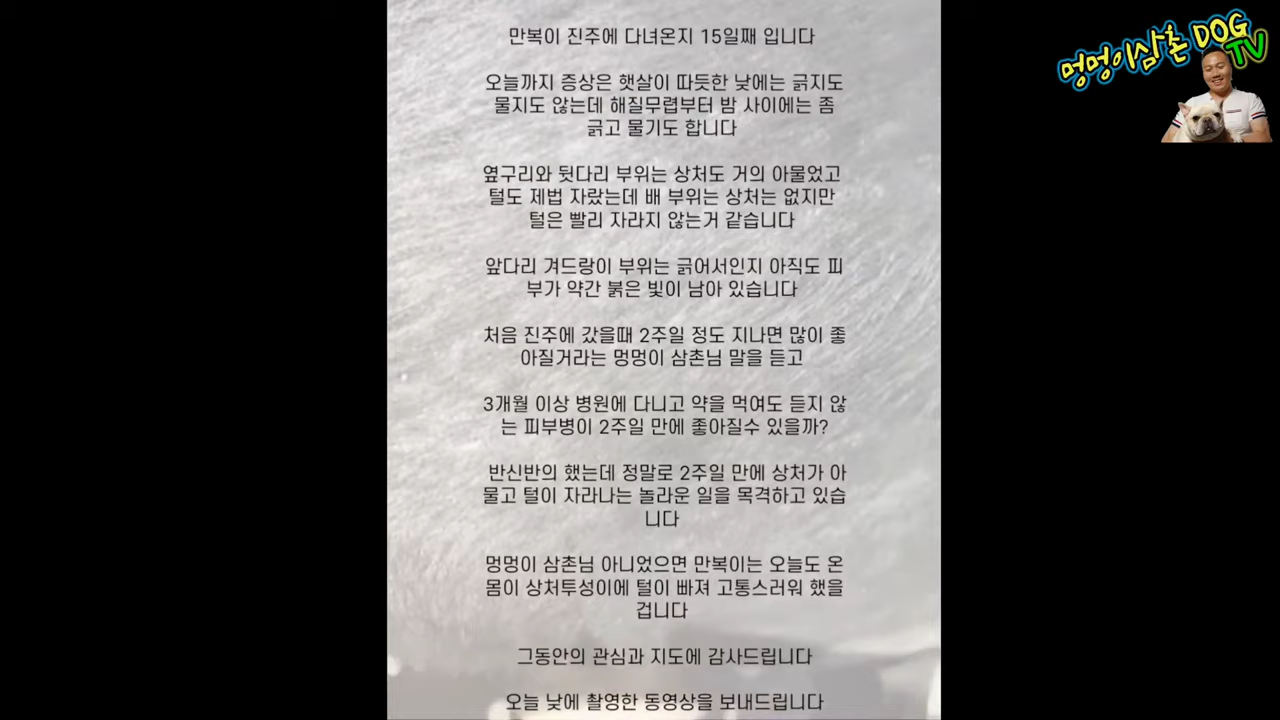 만복이 진주에 다녀온지 15일째 입니다
오늘까지 증상은 햇살이 따듯한 낮에는 긁지도
물지도 않는데 해질무렵부터 밤 사이에는 좀
긁고 물기도 합니다
옆구리와 뒷다리 부위는 상처도 거의 아물었고
털도 제법 자랐는데 배 부위는 상처는 없지만
털은 빨리 자라지 않는거 같습니다
앞다리 겨드랑이 부위는 긁어서인지 아직도 피
부가 약간 붉은 빛이 남아 있습니다
처음 진주에 갔을때 2주일 정도 지나면 많이 좋
아질거라는 멍멍이 삼촌님 말을 듣고
3개월 이상 병원에 다니고 약을 먹여도 듣지 않
는 피부병이 2주일 만에 좋아질수 있을까?
반신반의 했는데 정말로 2주일 만에 상처가 아
물고 털이 자라나는 놀라운 일을 목격하고 있습
니다
멍멍이 삼촌님 아니었으면 만복이는 오늘도 온
몸이 상처투성이에 털이 빠져 고통스러워 했을
겁니다
그동안의 관심과 지도에 감사드립니다
오늘 낮에 촬영한 동영상을 보내드립니다
멍멍이삼촌 DOG
TV